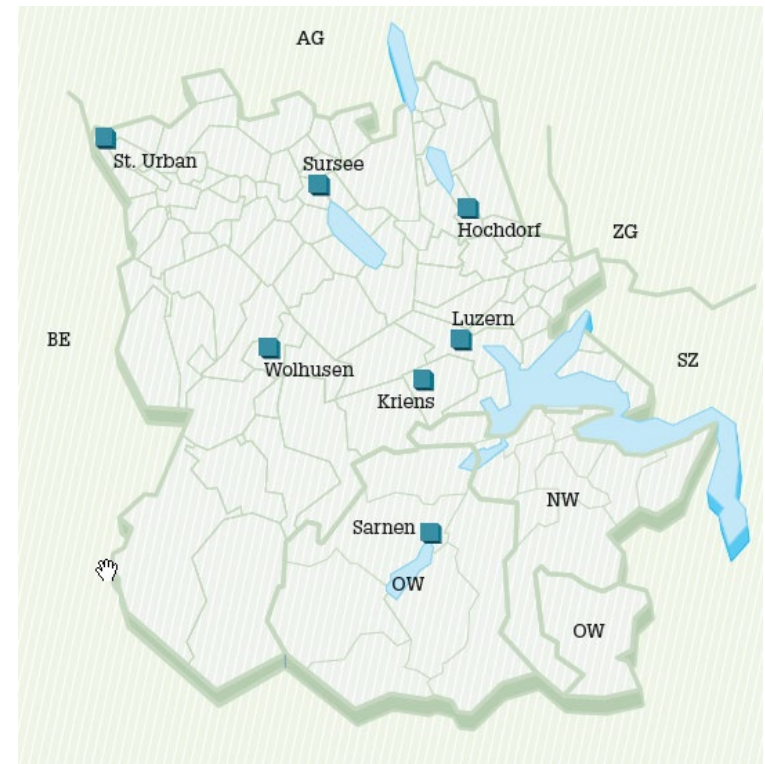 AG
St. Urban
Sursee
Hochdorf
ZG
Luzern
BE
Wolhusen
SZ
Kriens
NW
Sarnen
OW
OW